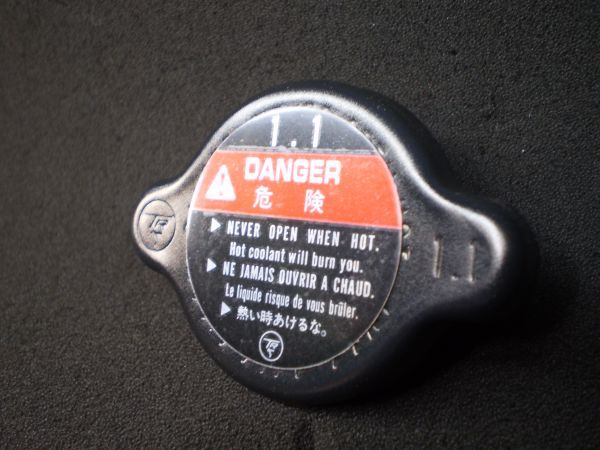 1.1
DANGER
危険
▶ NEVER OPEN WHEN HOT.
Hot coolant will burn you.
▶ NE JAMAIS OUVRIR A CHAUD.
Le liquide risque de vous brûler.
▶ 熱い時あけるな。
1.1